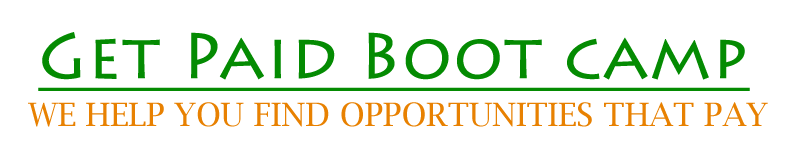 GET PAID BOOT CAMP
WE HELP YOU FIND OPPORTUNITIES THAT PAY